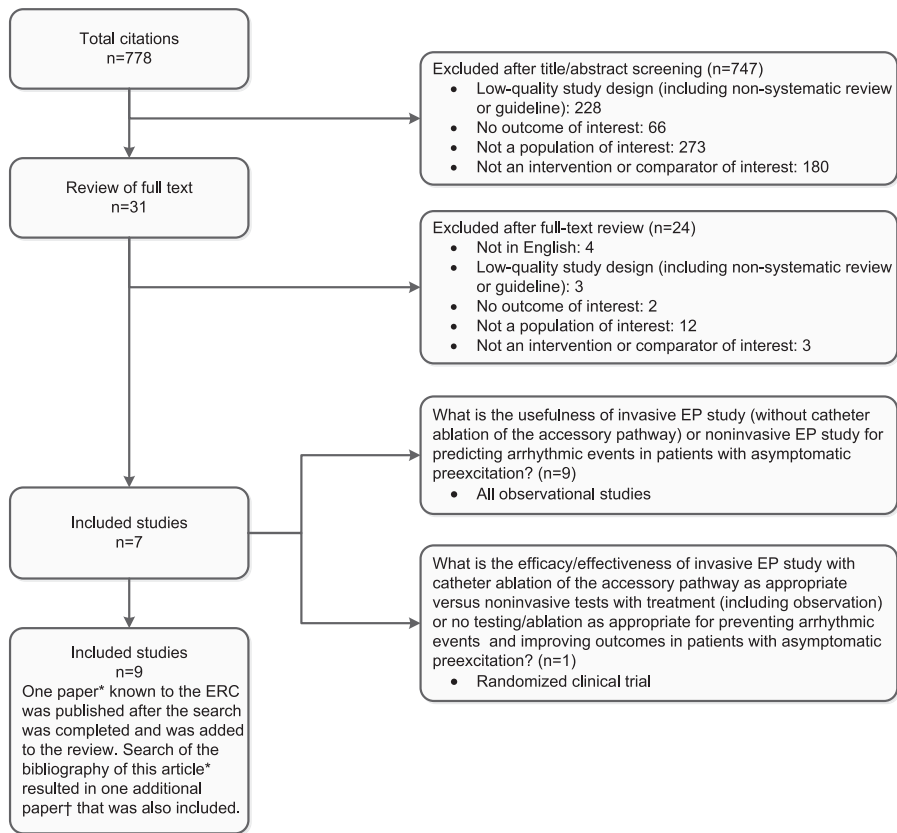 Total citations
n=778
Excluded after title/abstract screening (n=747)
• Low-quality study design (including non-systematic review
or guideline): 228
• No outcome of interest: 66
• Not a population of interest: 273
• Not an intervention or comparator of interest: 180
Review of full text
n=31
Excluded after full-text review (n=24)
• Not in English: 4
• Low-quality study design (including non-systematic review
or guideline): 3
• No outcome of interest: 2
• Not a population of interest: 12
• Not an intervention or comparator of interest: 3
What is the usefulness of invasive EP study (without catheter
ablation of the accessory pathway) or noninvasive EP study for
predicting arrhythmic events in patients with asymptomatic
preexcitation? (n=9)
• All observational studies
Included studies
n=7
What is the efficacy/effectiveness of invasive EP study with
catheter ablation of the accessory pathway as appropriate
versus noninvasive tests with treatment (including observation)
or no testing/ablation as appropriate for preventing arrhythmic
events and improving outcomes in patients with asymptomatic
preexcitation? (n=1)
• Randomized clinical trial
Included studies
n=9
One paper* known to the ERC
was published after the search
was completed and was added
to the review. Search of the
bibliography of this article*
resulted in one additional
paper† that was also included.